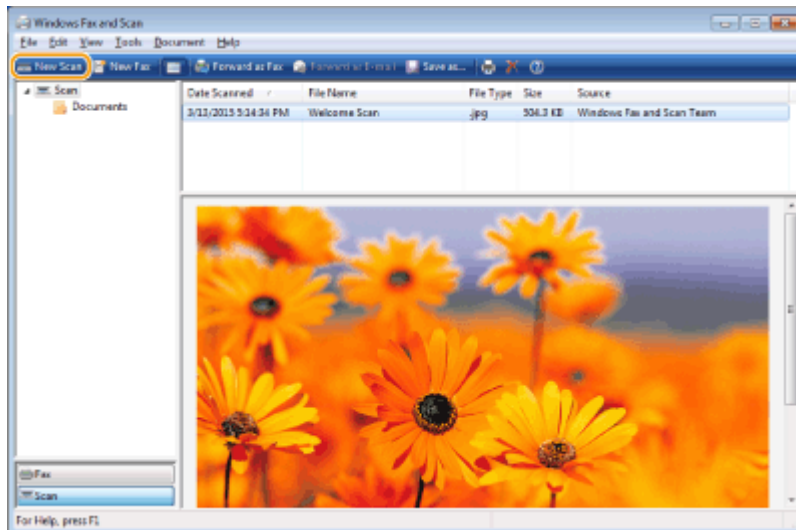 Windows Fax and Scan
File Edit View Tools Document Help
New Scan New Fax Forward as Fax Forward as E-mail Save as...
Scan
Documents
Date Scanned File Name File Type Size Source
3/13/2015 5:14:34 PM Welcome Scan .jpg 504.3 KB Windows Fax and Scan Team
Fax
Scan
For Help, press F1